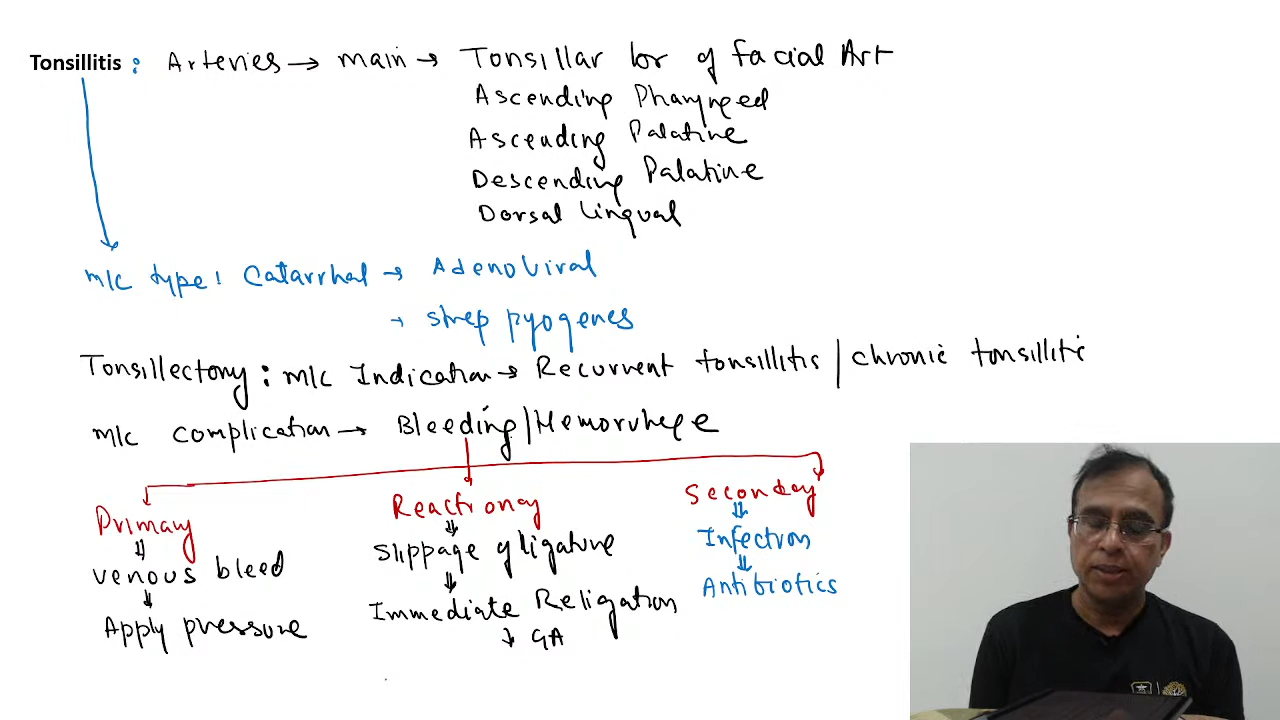 Tonsillitis : Arteries → main → Tonsillar br of facial Art
Ascending Pharyngeal
Ascending Palatine
Descending Palatine
Dorsal lingual
m/c type: Catarrhal → Adenoviral
→ strep pyogenes
Tonsillectomy : m/c Indication → Recurrent tonsillitis / chronic tonsillitis
m/c complication → Bleeding/Hemorrhage
Primary
Reactionary
Secondary
⇓
⇓
⇓
venous bleed
Slippage of ligature
Infection
⇓
⇓
⇓
Apply pressure
Immediate Religation
Antibiotics
↓ GA